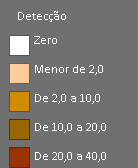 Detecção
Zero
Menor de 2,0
De 2,0 a 10,0
De 10,0 a 20,0
De 20,0 a 40,0